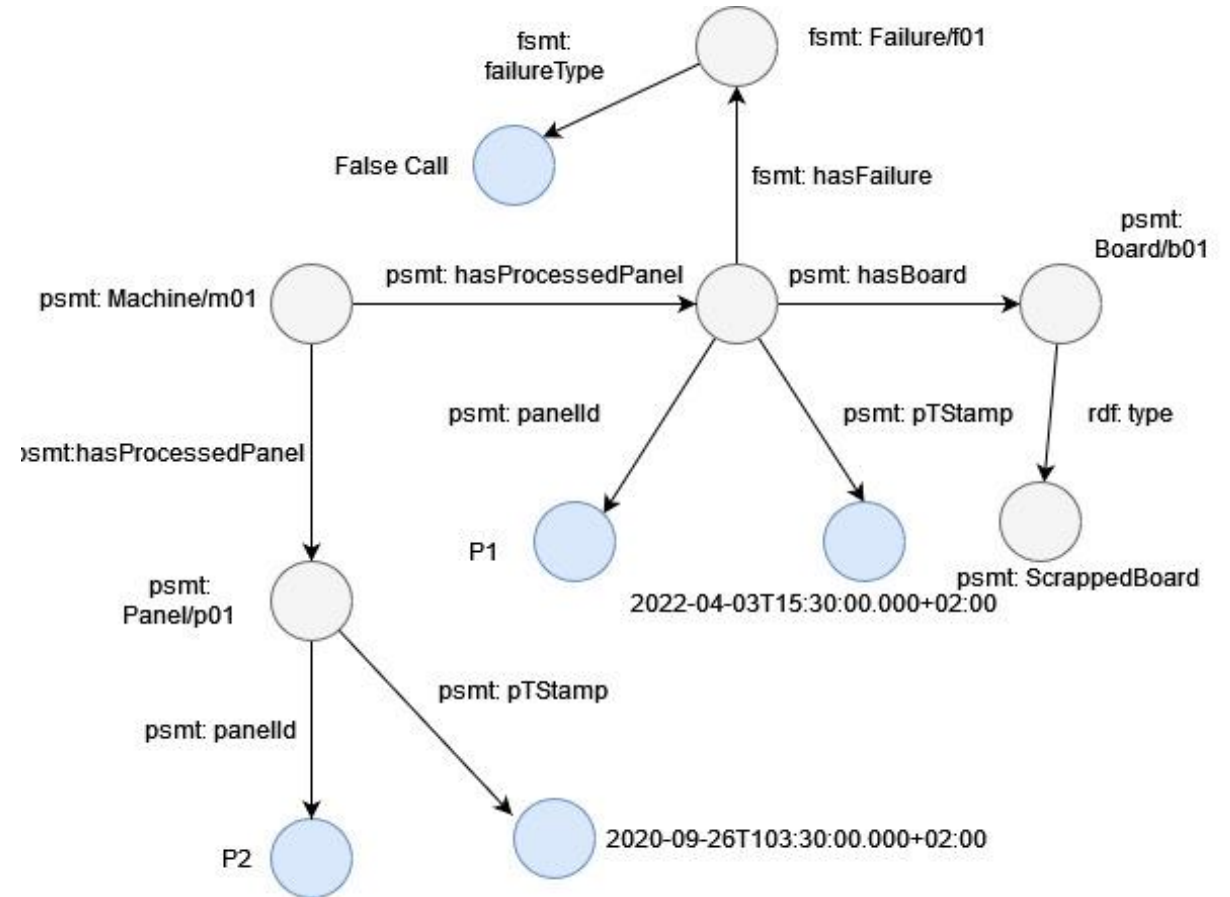 fsmt:
failureType
fsmt: Failure/f01
False Call
fsmt: hasFailure
psmt:
Board/b01
psmt: Machine/m01
psmt: hasProcessedPanel
psmt: hasBoard
psmt: panelId
psmt: pTStamp
rdf: type
psmt:hasProcessedPanel
P1
psmt: ScrappedBoard
2022-04-03T15:30:00.000+02:00
psmt:
Panel/p01
psmt: pTStamp
psmt: panelId
2020-09-26T103:30:00.000+02:00
P2